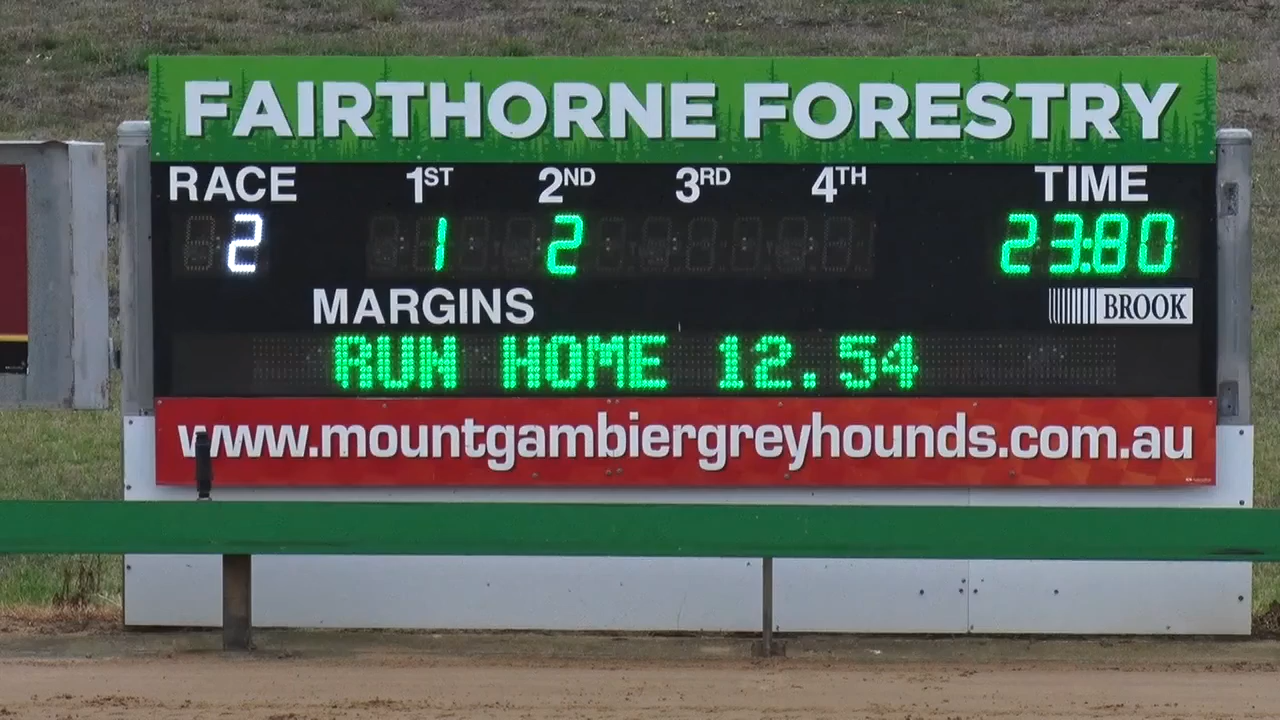 FAIRTHORNE FORESTRY
RACE 1ST 2ND 3RD 4TH TIME
2 1 2 23:80
MARGINS BROOK
RUN HOME 12.54
www.mountgambiergreyhounds.com.au